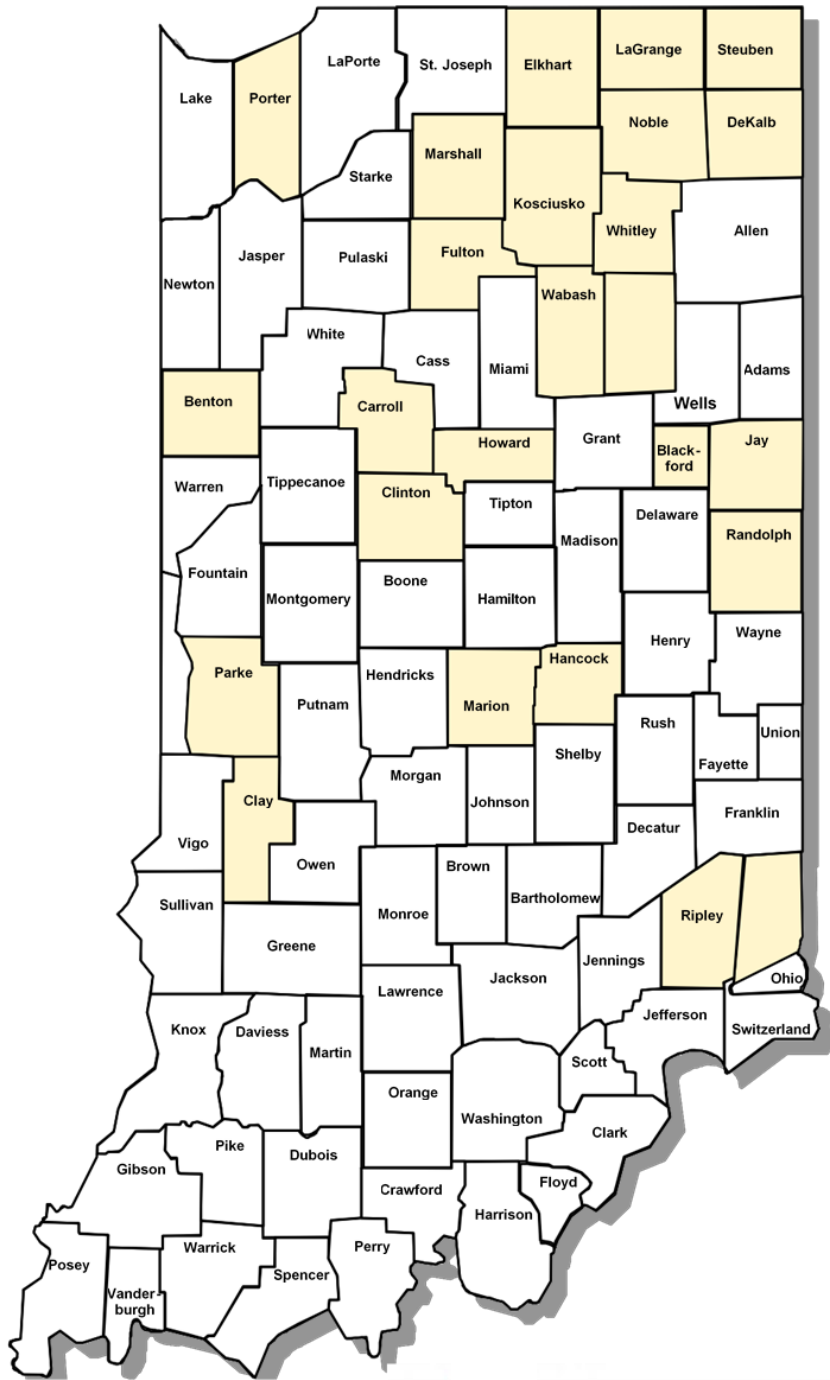 LaGrange
Steuben
LaPorte
St. Joseph
Elkhart
Lake
Porter
Noble
DeKalb
Marshall
Starke
Kosciusko
Whitley
Allen
Jasper
Pulaski
Fulton
Newton
Wabash
White
Cass
Miami
Adams
Benton
Carroll
Wells
Howard
Grant
Jay
Black-
ford
Warren
Tippecanoe
Clinton
Tipton
Delaware
Madison
Randolph
Fountain
Boone
Montgomery
Hamilton
Henry
Wayne
Parke
Hendricks
Hancock
Putnam
Marion
Rush
Union
Shelby
Fayette
Morgan
Clay
Johnson
Franklin
Decatur
Vigo
Owen
Brown
Bartholomew
Sullivan
Monroe
Ripley
Greene
Jennings
Jackson
Ohio
Lawrence
Jefferson
Knox
Daviess
Switzerland
Martin
Scott
Orange
Washington
Clark
Pike
Dubois
Gibson
Crawford
Floyd
Harrison
Warrick
Perry
Posey
Spencer
Vander-
burgh